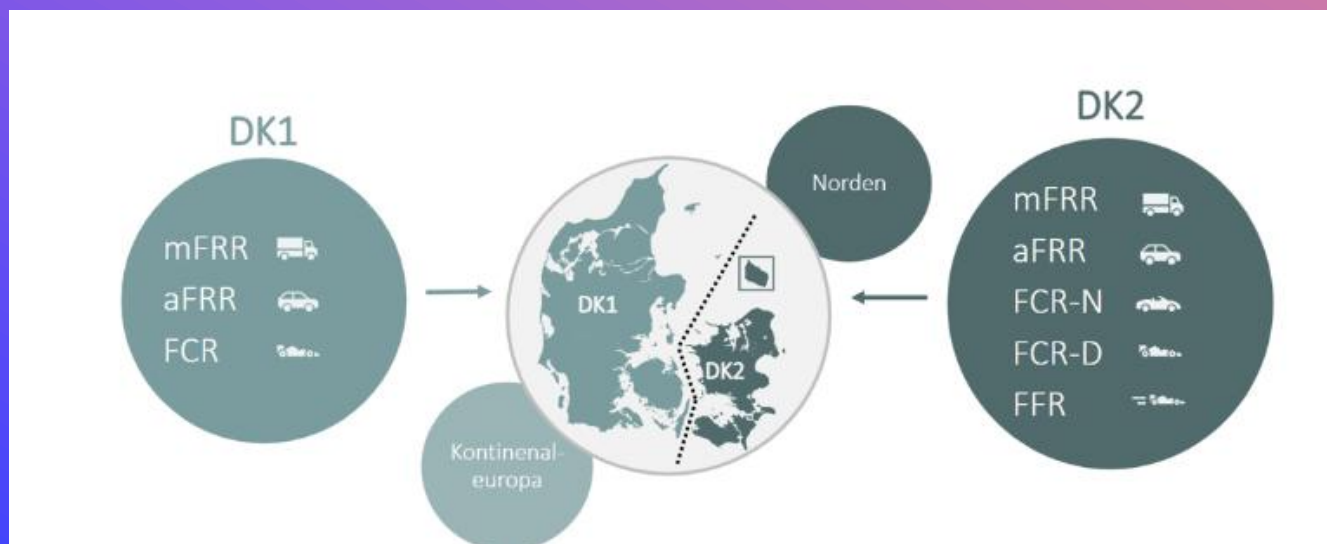 DK1
mFRR
aFRR
FCR
Kontinenal-
europa
DK1
DK2
Norden
DK2
mFRR
aFRR
FCR-N
FCR-D
FFR